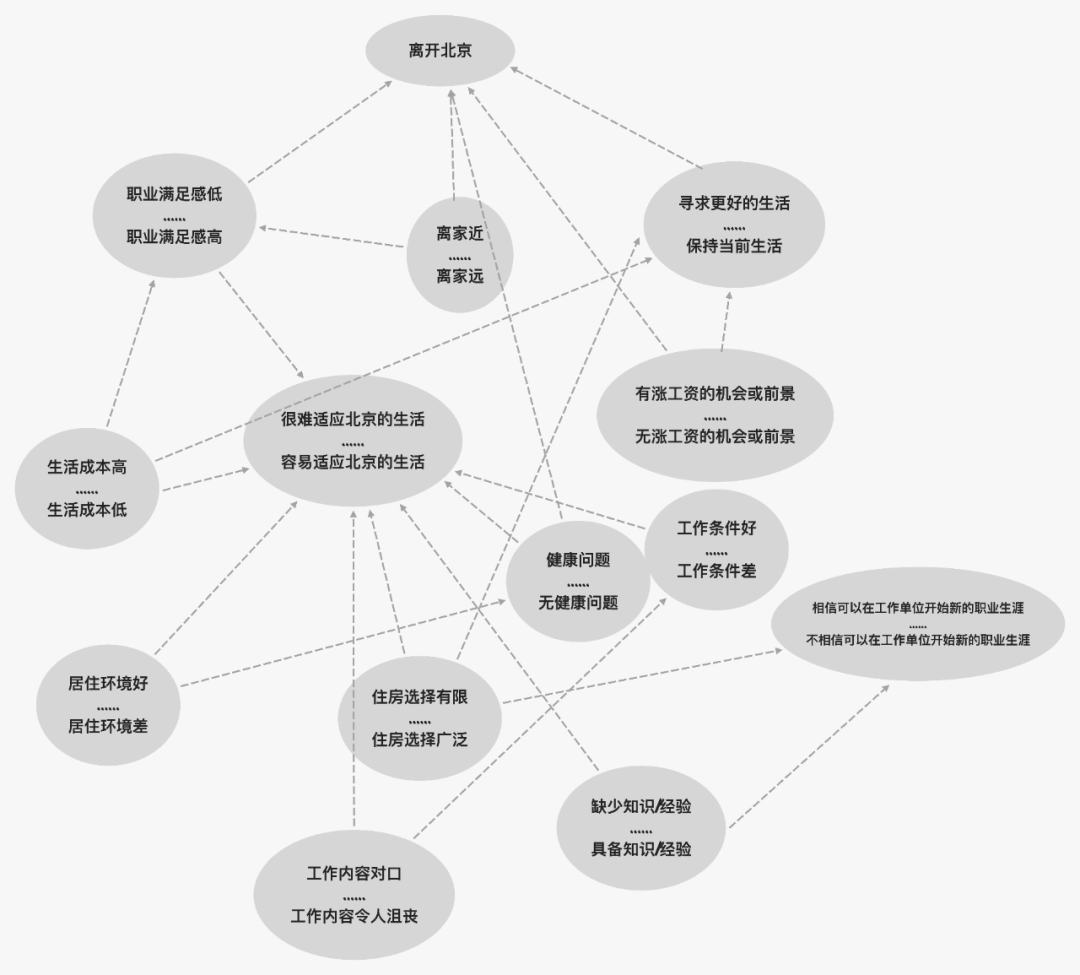 离开北京
职业满足感低
......
职业满足感高
离家近
......
离家远
寻求更好的生活
......
保持当前生活
有涨工资的机会或前景
......
无涨工资的机会或前景
很难适应北京的生活
......
容易适应北京的生活
生活成本高
......
生活成本低
工作条件好
......
工作条件差
健康问题
......
无健康问题
相信可以在工作单位开始新的职业生涯
......
不相信可以在工作单位开始新的职业生涯
居住环境好
......
居住环境差
住房选择有限
......
住房选择广泛
缺少知识/经验
......
具备知识/经验
工作内容对口
......
工作内容令人沮丧